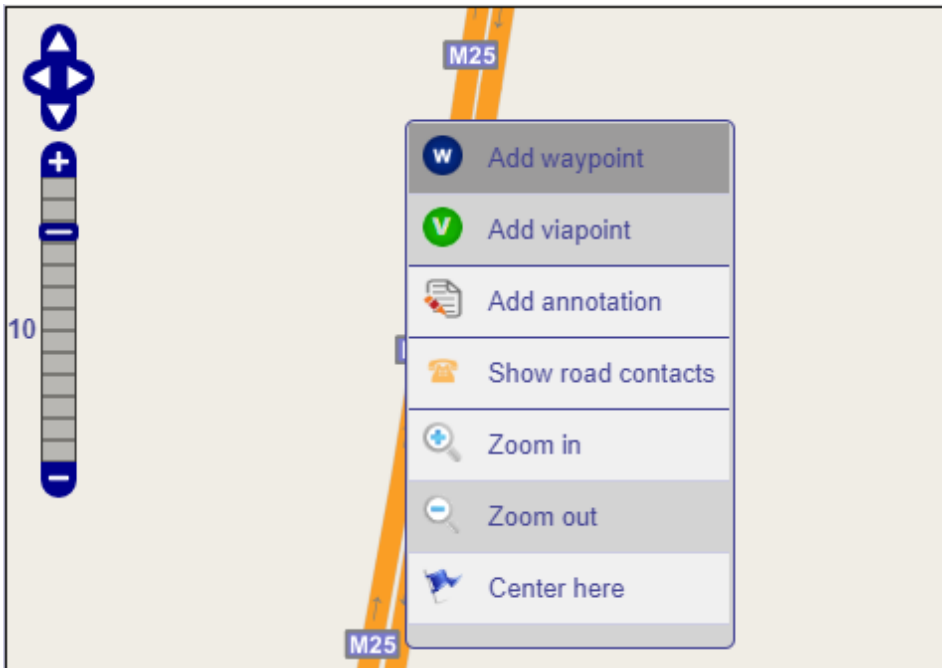 M25
W Add waypoint
V Add viapoint
Add annotation
10
Show road contacts
Zoom in
Zoom out
Center here
M25